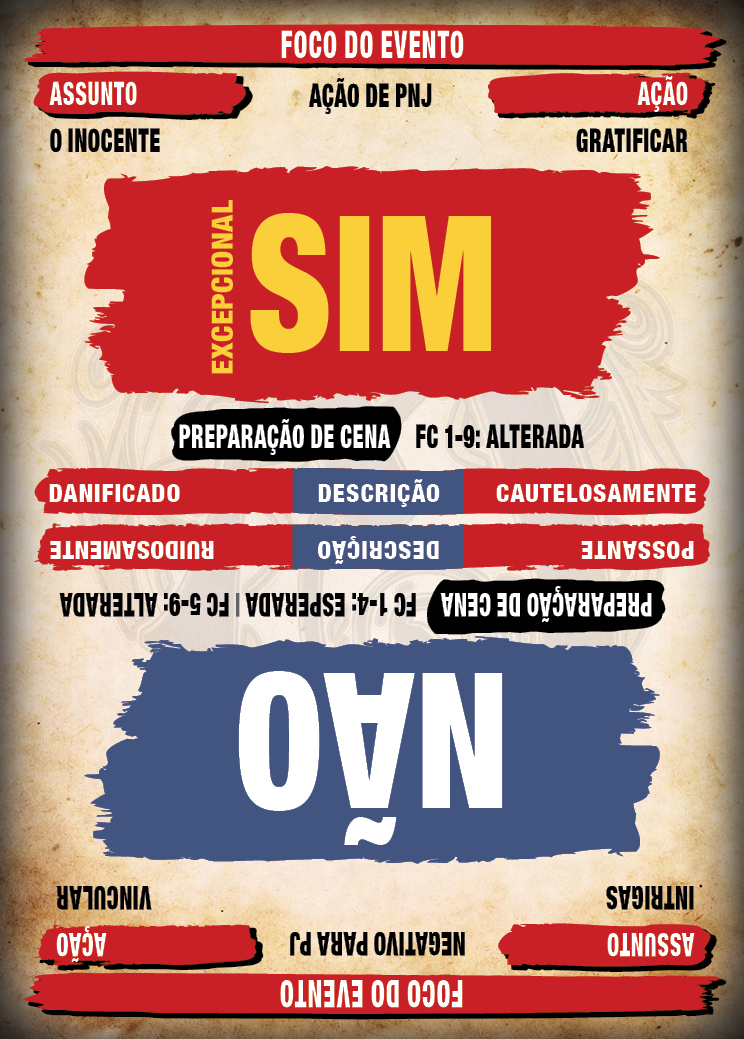 FOCO DO EVENTO
ASSUNTO AÇÃO DE PNJ AÇÃO
O INOCENTE GRATIFICAR
EXCEPCIONAL SIM
PREPARAÇÃO DE CENA FC 1-9: ALTERADA
DANIFICADO DESCRIÇÃO CAUTELOSAMENTE
FOCO DO EVENTO
ASSUNTO NEGATIVO PARA PJ AÇÃO
INTRIGAS VINCULAR
NÃO
PREPARAÇÃO DE CENA FC 1-4: ESPERADA | FC 5-9: ALTERADA
POSSANTE DESCRIÇÃO RUIDOSAMENTE